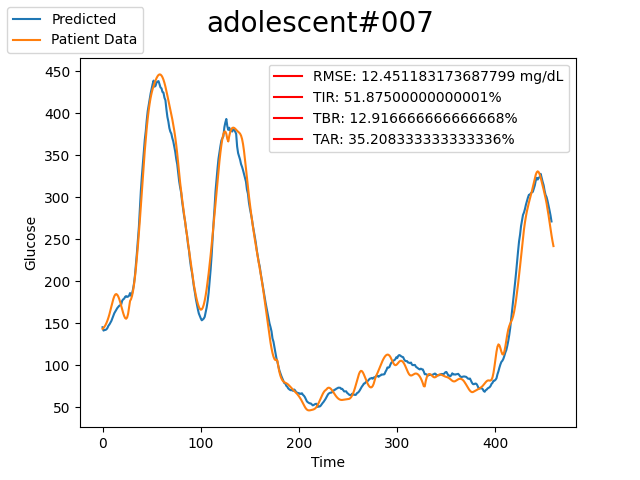 adolescent#007
Predicted
Patient Data
RMSE: 12.451183173687799 mg/dL
TIR: 51.87500000000001%
TBR: 12.916666666666668%
TAR: 35.208333333333336%
Glucose
450
400
350
300
250
200
150
100
50
0
100
200
300
400
Time